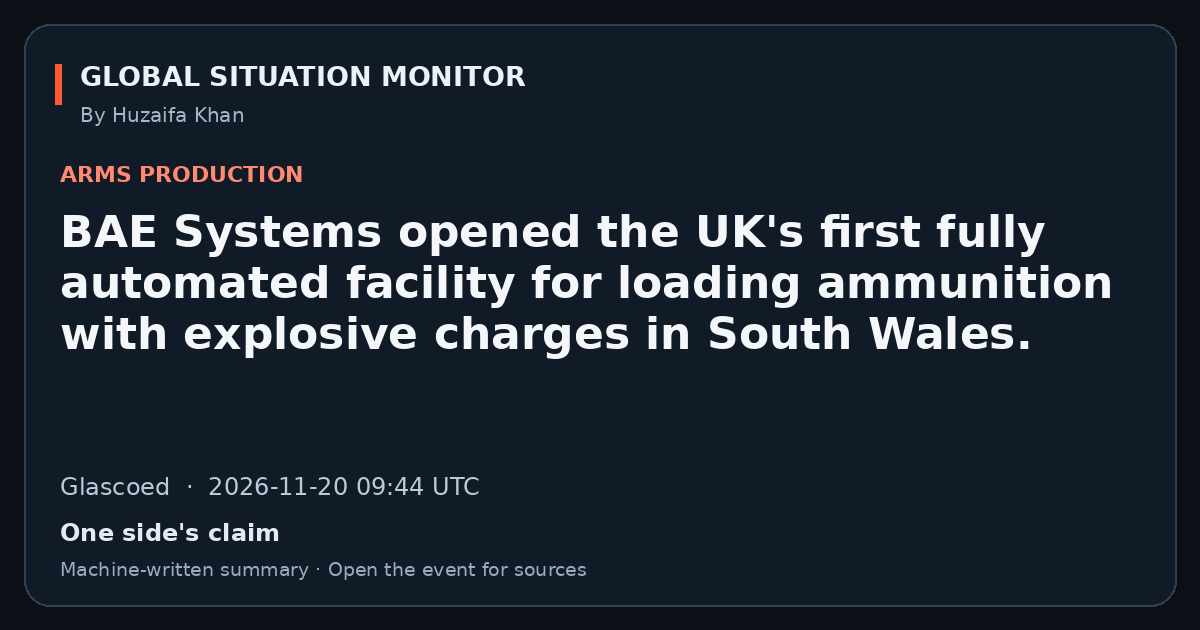 GLOBAL SITUATION MONITOR
By Huzaifa Khan
ARMS PRODUCTION
BAE Systems opened the UK's first fully
automated facility for loading ammunition
with explosive charges in South Wales.
Glascoed · 2026-11-20 09:44 UTC
One side's claim
Machine-written summary · Open the event for sources